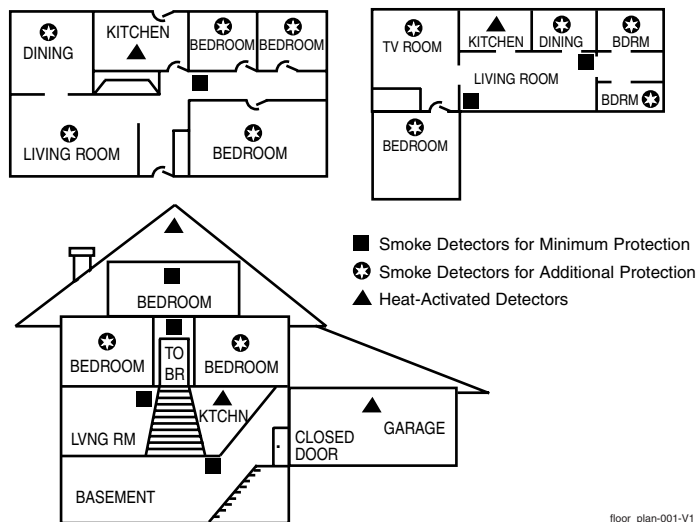 DINING
KITCHEN
BEDROOM
BEDROOM
LIVING ROOM
BEDROOM
TV ROOM
KITCHEN
DINING
BDRM
LIVING ROOM
BDRM
BEDROOM
Smoke Detectors for Minimum Protection
Smoke Detectors for Additional Protection
Heat-Activated Detectors
BEDROOM
BEDROOM
TO
BR
BEDROOM
LVNG RM
KTCHN
CLOSED
DOOR
GARAGE
BASEMENT
floor_plan-001-V1